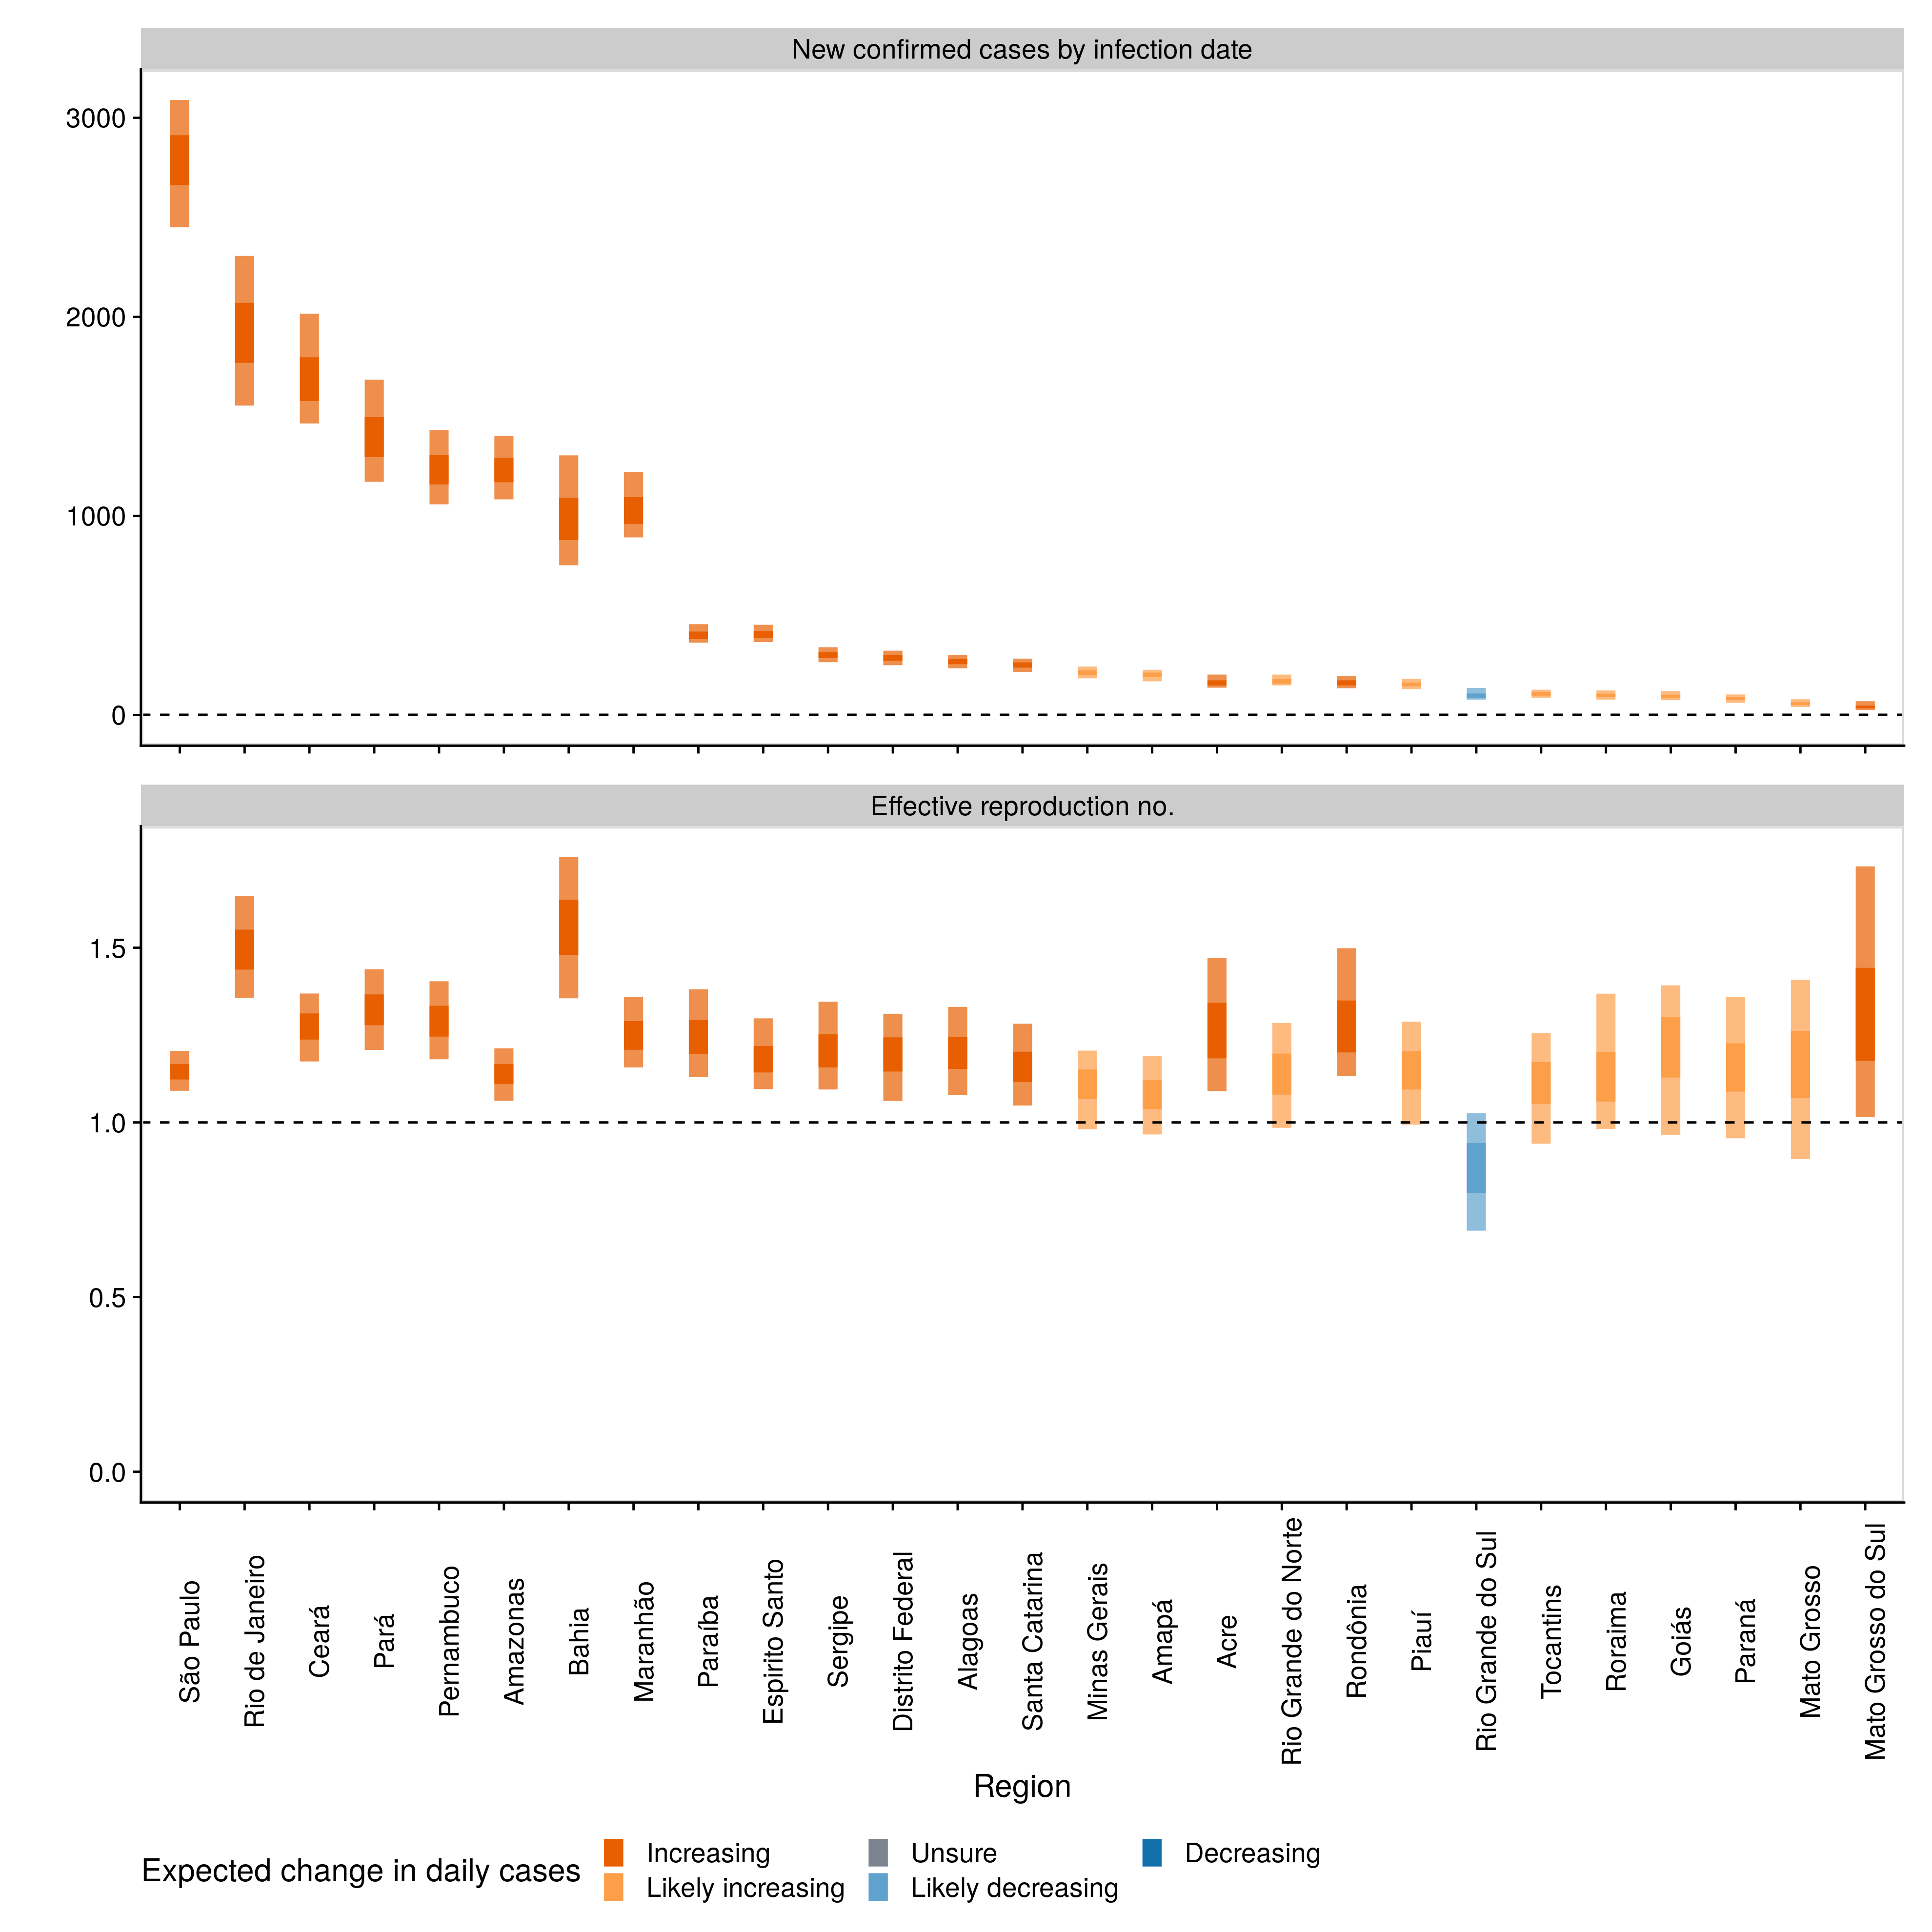 New confirmed cases by infection date
3000
2000
1000
0
Effective reproduction no.
1.5
1.0
0.5
0.0
São Paulo
Rio de Janeiro
Ceará
Pará
Pernambuco
Amazonas
Bahia
Maranhão
Paraíba
Espirito Santo
Sergipe
Distrito Federal
Alagoas
Santa Catarina
Minas Gerais
Amapá
Acre
Rio Grande do Norte
Rondônia
Piauí
Rio Grande do Sul
Tocantins
Roraima
Goiás
Paraná
Mato Grosso
Mato Grosso do Sul
Region
Expected change in daily cases
Increasing
Likely increasing
Unsure
Likely decreasing
Decreasing